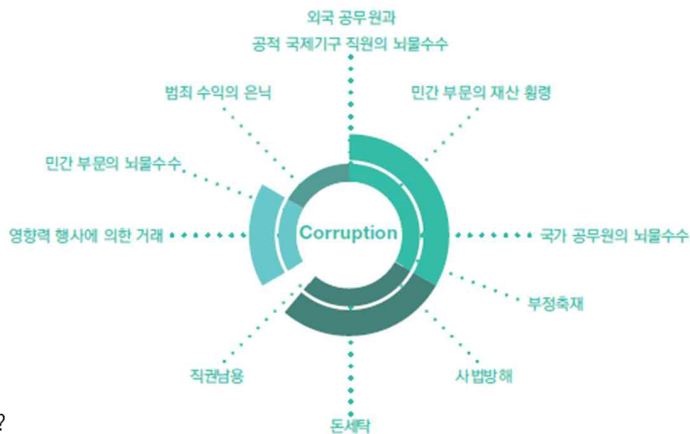 외국 공무원과
공적 국제기구 직원의 뇌물수수
범죄 수익의 은닉
민간 부문의 재산 횡령
민간 부문의 뇌물수수
영향력 행사에 의한 거래
Corruption
국가 공무원의 뇌물수수
부정축재
직권남용
사법방해
돈세탁
?